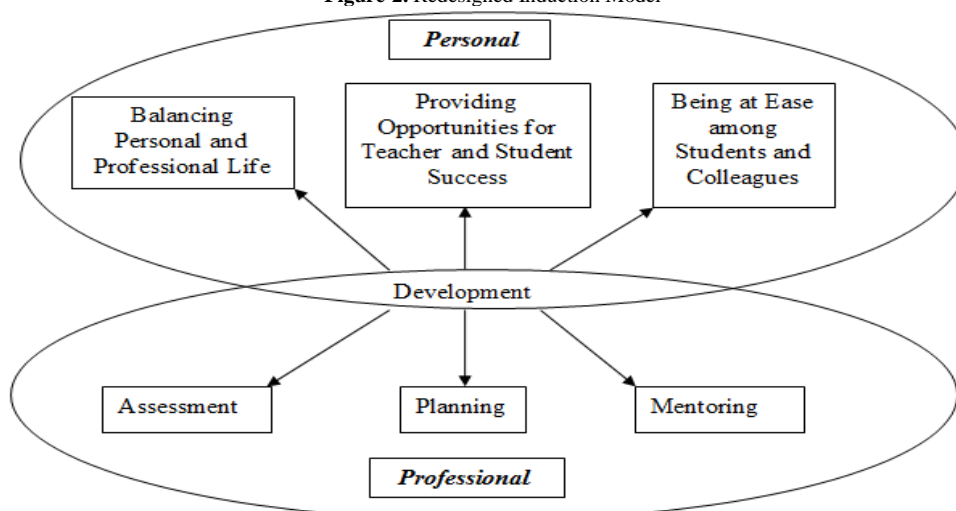 Figure 2. Redesigned Induction Model
Personal
Balancing
Personal and
Professional Life
Providing
Opportunities for
Teacher and Student
Success
Being at Ease
among
Students and
Colleagues
Development
Assessment
Planning
Mentoring
Professional